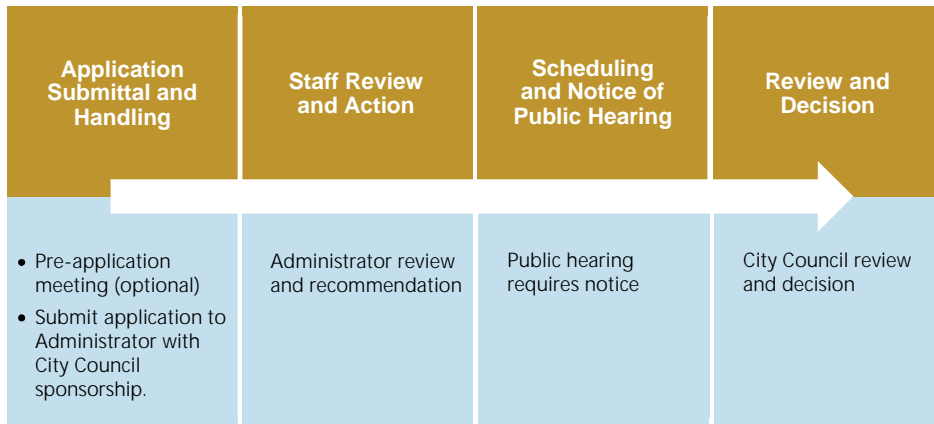 Application
Submittal and
Handling
Staff Review
and Action
Scheduling
and Notice of
Public Hearing
Review and
Decision
• Pre-application
meeting (optional)
• Submit application to
Administrator with
City Council
sponsorship.
Administrator review
and recommendation
Public hearing
requires notice
City Council review
and decision